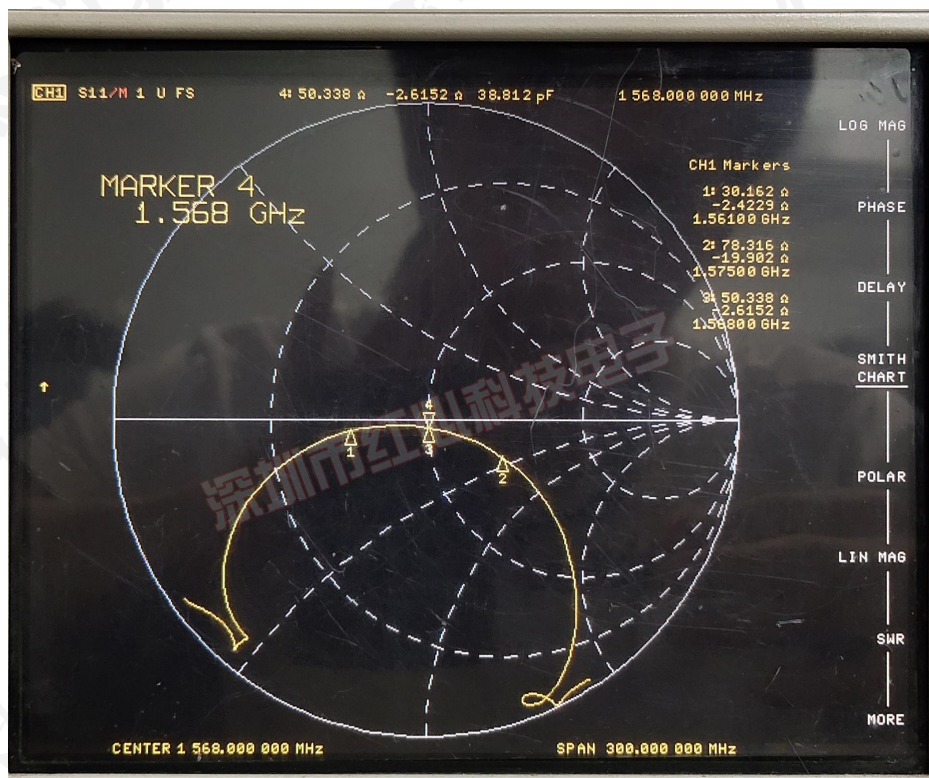 CH1 S11/M 1 U FS 4: 50.338 Ω -2.6152 Ω 38.812 pF 1 568.000 000 MHz
LOG MAG
MARKER 4
1.568 GHz
CH1 Markers
1: 30.162 Ω
-2.4229 Ω
1.56100 GHz
PHASE
2: 78.316 Ω
-19.902 Ω
1.57500 GHz
DELAY
3: 50.338 Ω
-2.6152 Ω
1.56800 GHz
SMITH
CHART
4
1
3
2
深圳市红心科技电子
POLAR
LIN MAG
SWR
MORE
CENTER 1 568.000 000 MHz SPAN 300.000 000 MHz